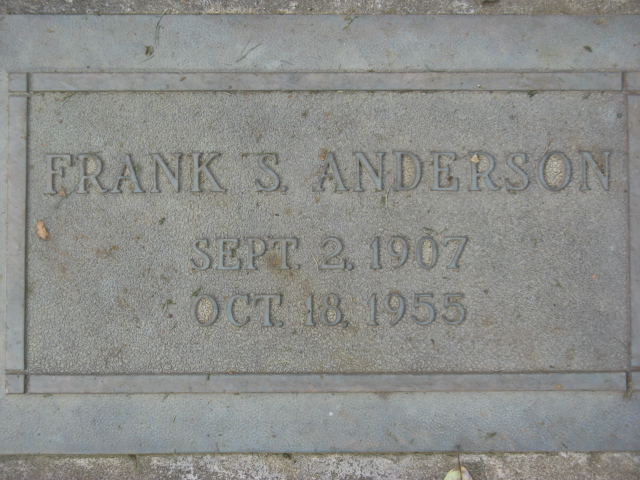 FRANK S. ANDERSON
SEPT. 2, 1907
OCT. 18, 1955